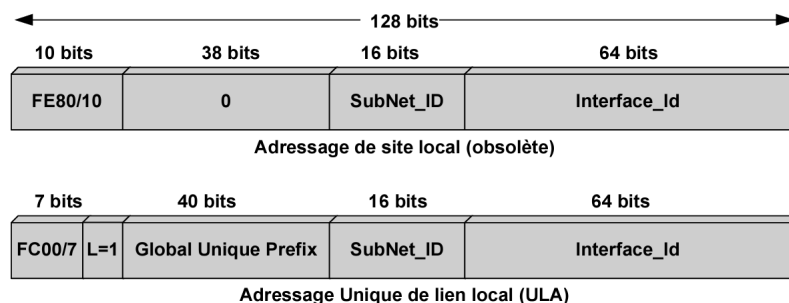 128 bits
10 bits 38 bits 16 bits 64 bits
FE80/10 0 SubNet_ID Interface_Id
Adressage de site local (obsolète)
7 bits 40 bits 16 bits 64 bits
FC00/7 L=1 Global Unique Prefix SubNet_ID Interface_Id
Adressage Unique de lien local (ULA)